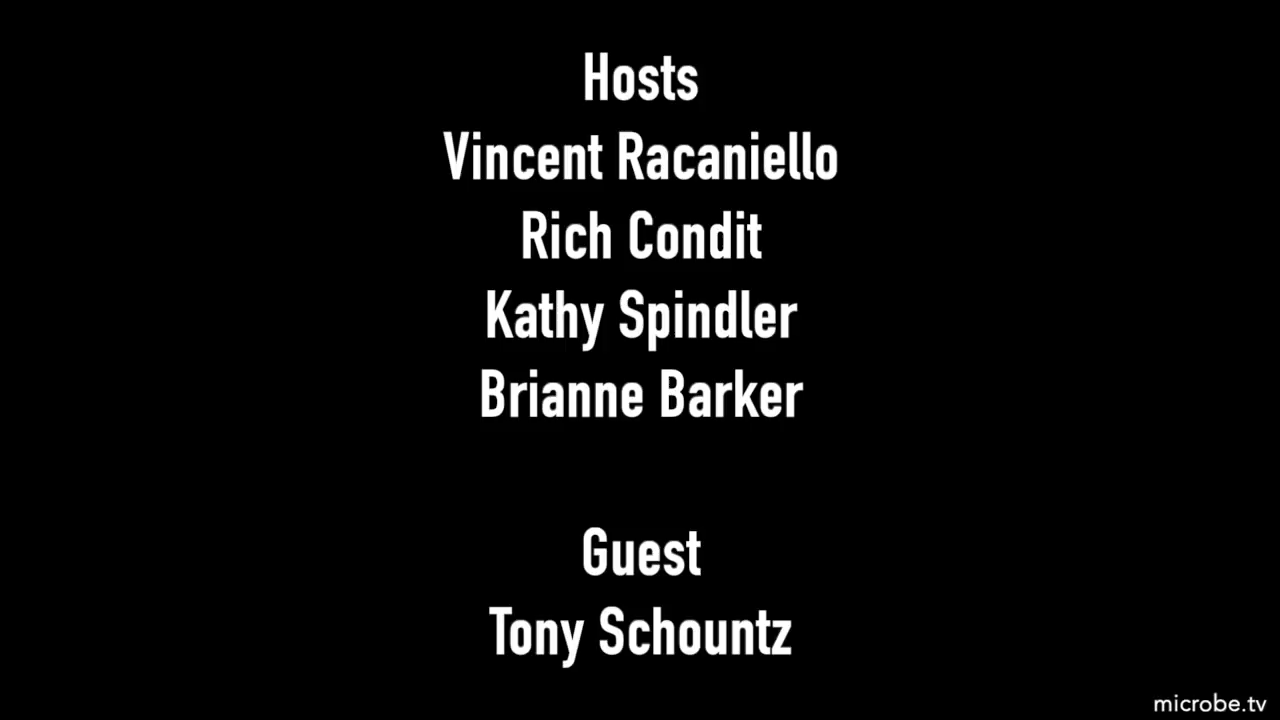 Hosts
Vincent Racaniello
Rich Condit
Kathy Spindler
Brianne Barker
Guest
Tony Schountz
microbe.tv